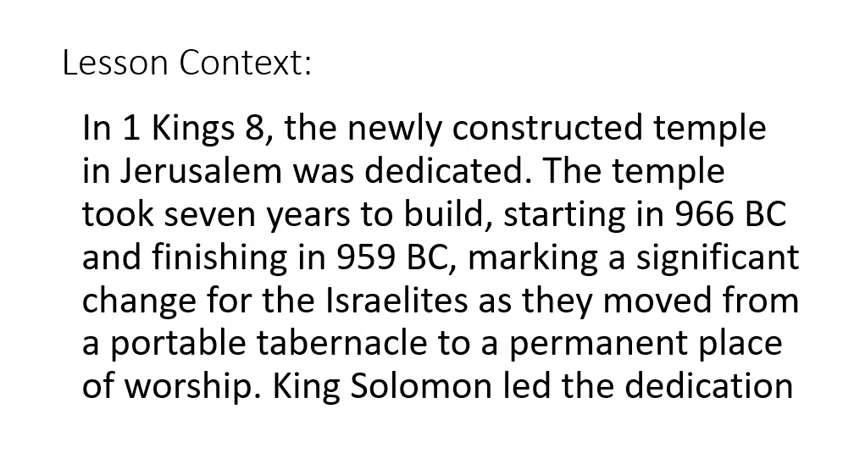 Lesson Context:
In 1 Kings 8, the newly constructed temple
in Jerusalem was dedicated. The temple
took seven years to build, starting in 966 BC
and finishing in 959 BC, marking a significant
change for the Israelites as they moved from
a portable tabernacle to a permanent place
of worship. King Solomon led the dedication